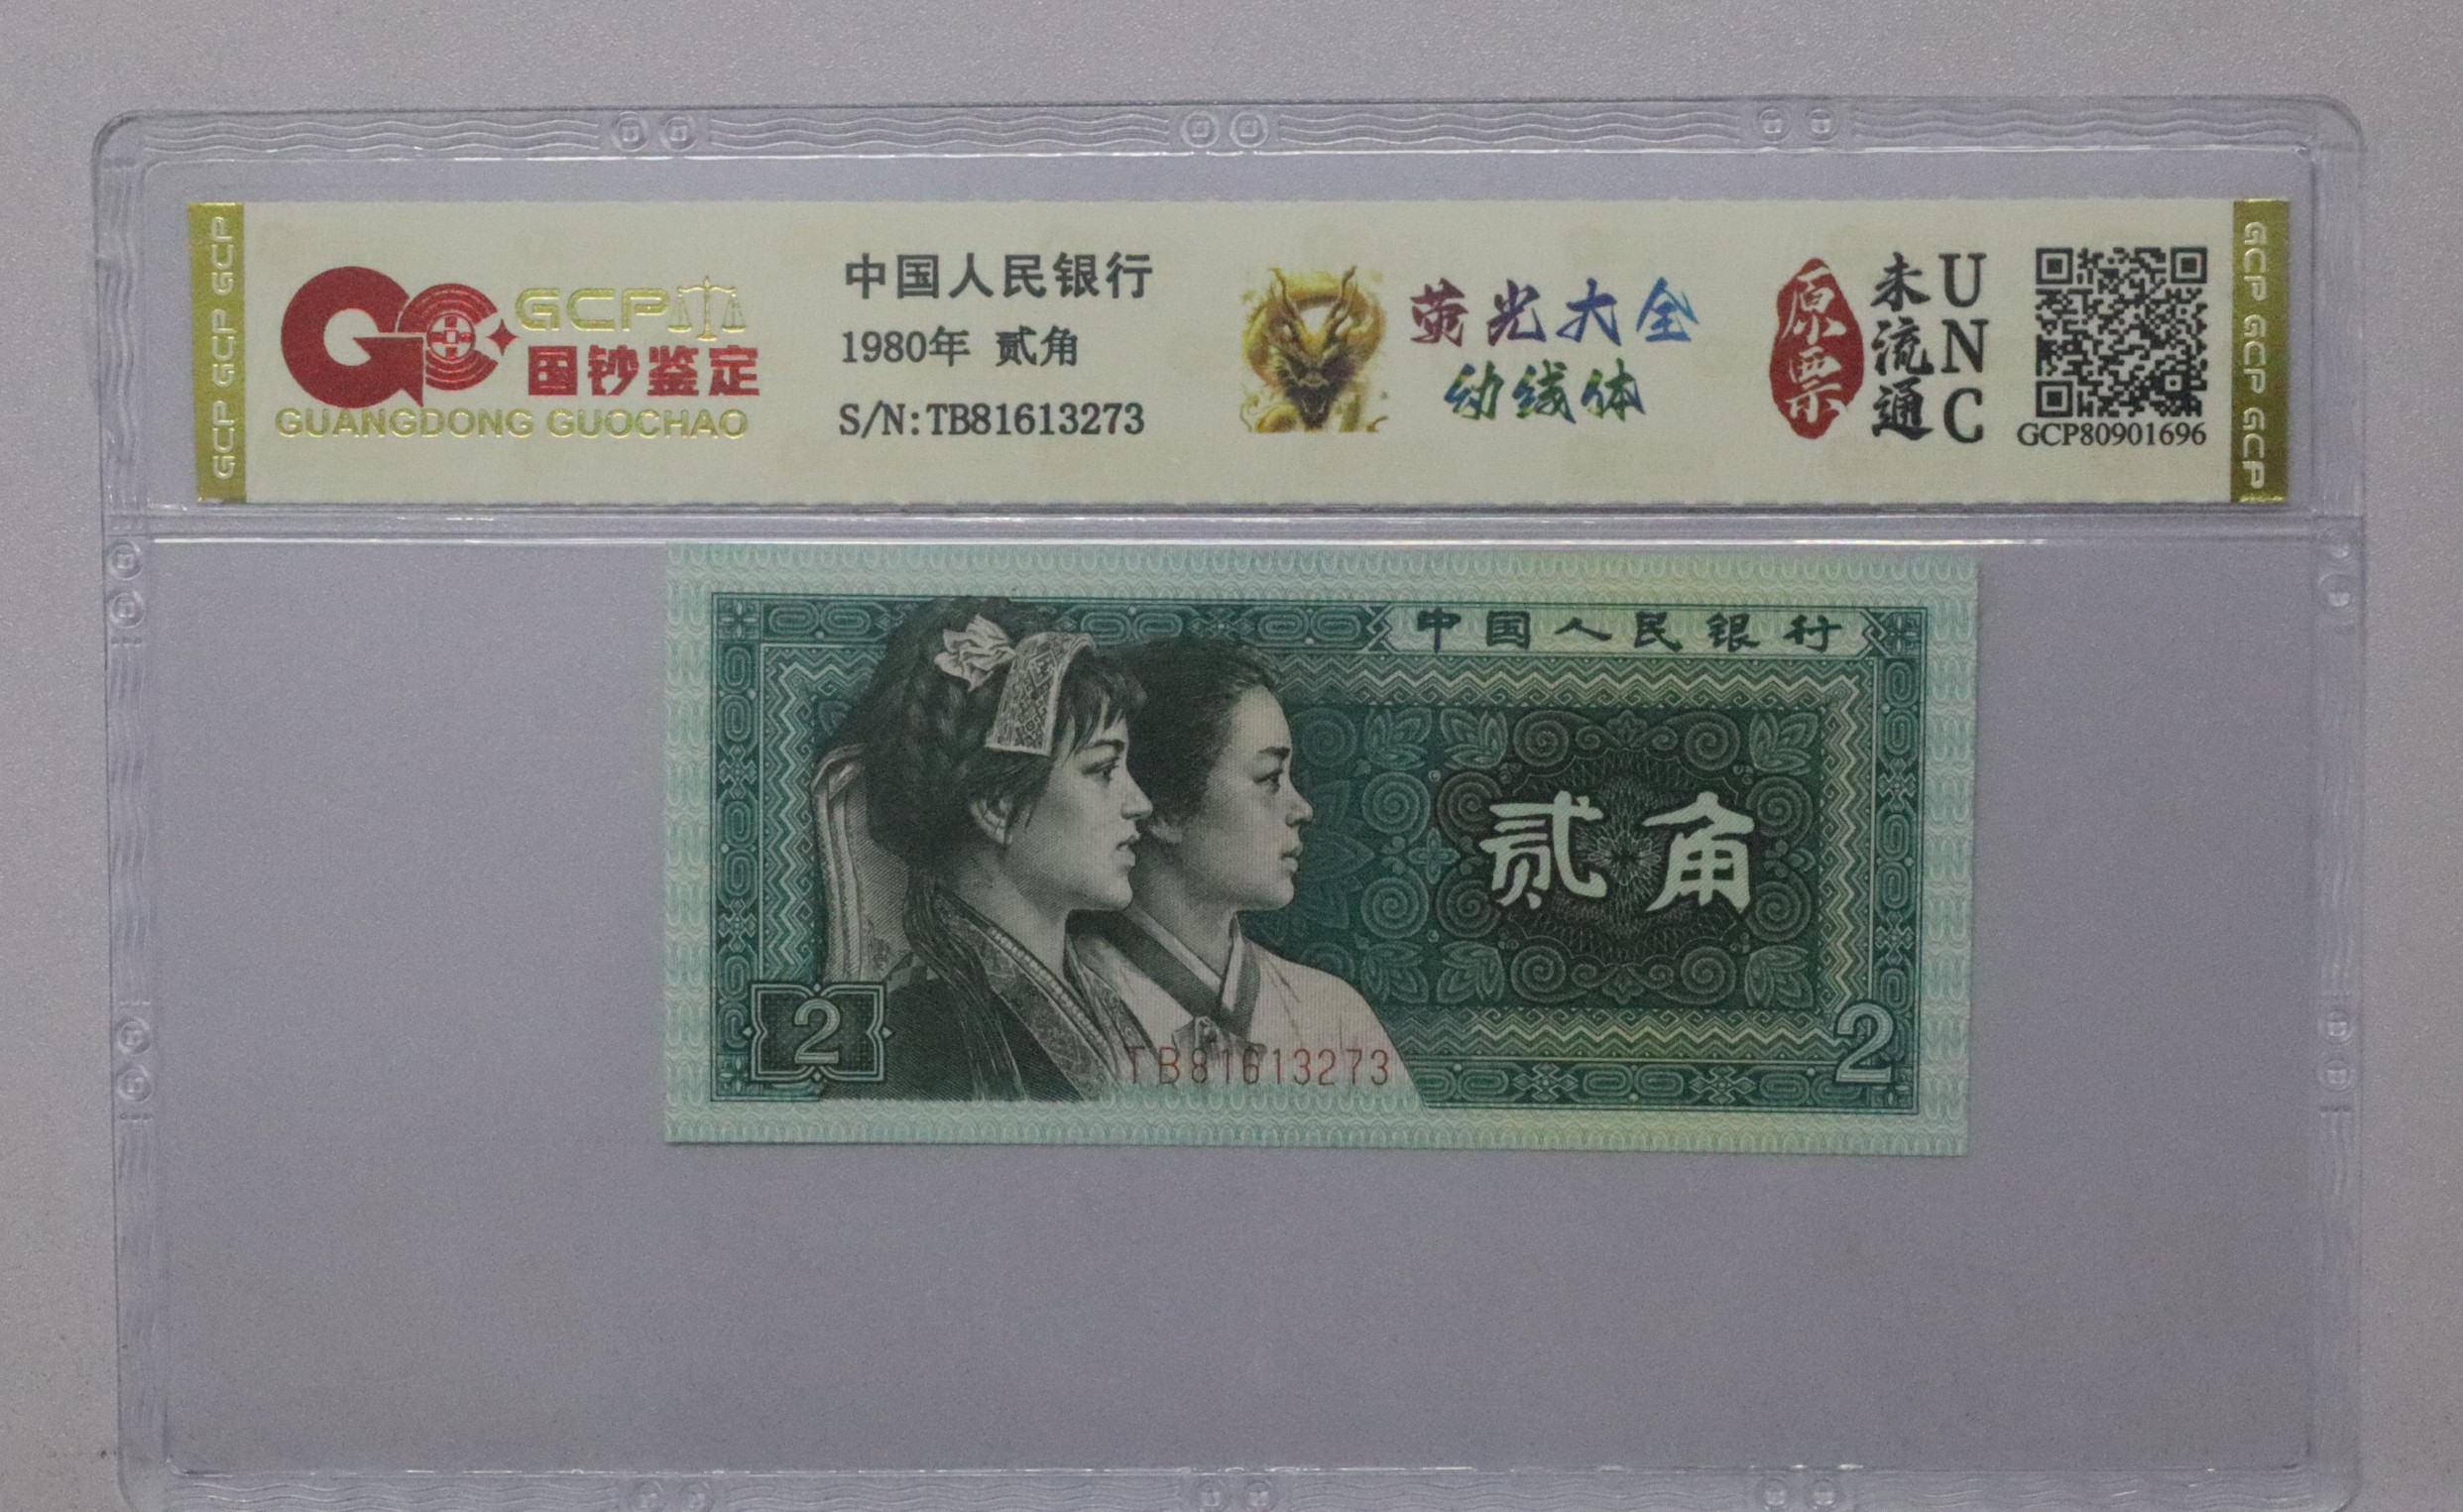 GCP GCP GCP
GCP
国钞鉴定
GUANGDONG GUOCHAO
中国人民银行
1980年 贰角
S/N:TB81613273
荧光大全
幼线体
原票
未流通
UNC
GCP80901696
GCP GCP GCP
中国人民银行
贰角
2
2
TB81613273